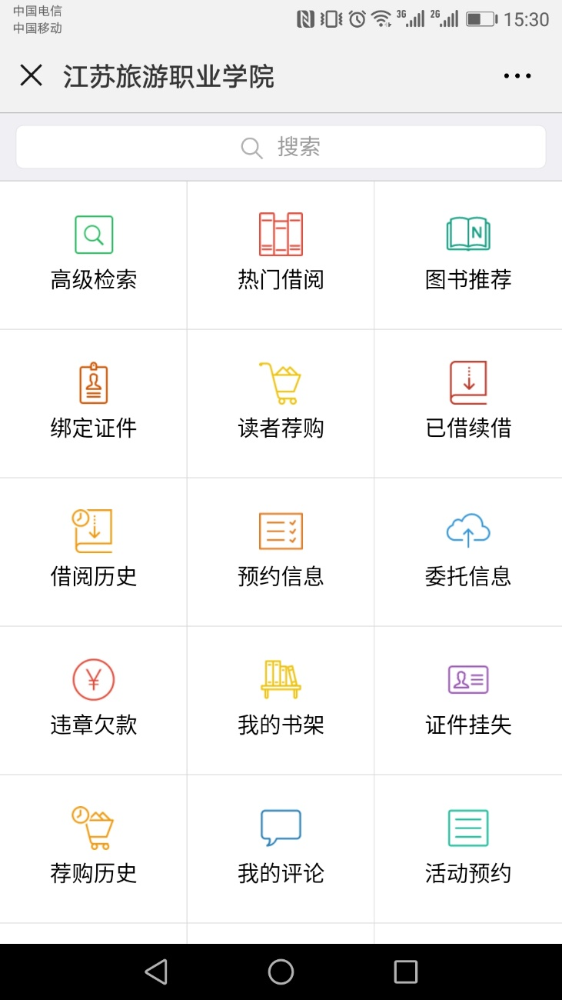 中国电信
中国移动
3G 2G 15:30
江苏旅游职业学院
搜索
N
高级检索 热门借阅 图书推荐
绑定证件 读者荐购 已借续借
借阅历史 预约信息 委托信息
¥
违章欠款 我的书架 证件挂失
荐购历史 我的评论 活动预约